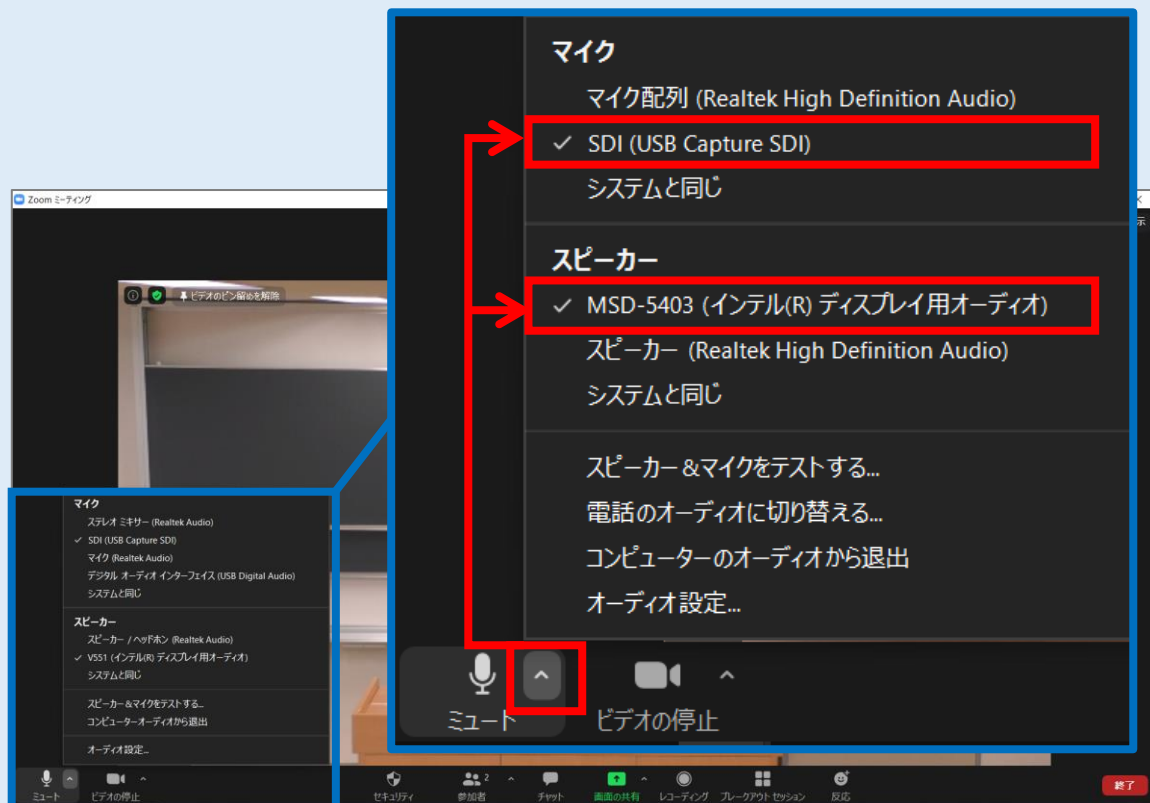 マイク
マイク配列 (Realtek High Definition Audio)
SDI (USB Capture SDI)
システムと同じ
スピーカー
MSD-5403 (インテル(R) ディスプレイ用オーディオ)
スピーカー (Realtek High Definition Audio)
システムと同じ
スピーカー&マイクをテストする...
電話のオーディオに切り替える...
コンピューターのオーディオから退出
オーディオ設定...
ミュート
ビデオの停止
Zoom ミーティング
示
ビデオのピン留めを解除
マイク
ステレオ ミキサー (Realtek Audio)
SDI (USB Capture SDI)
マイク (Realtek Audio)
デジタル オーディオ インターフェイス (USB Digital Audio)
システムと同じ
スピーカー
スピーカー / ヘッドホン (Realtek Audio)
V551 (インテル(R) ディスプレイ用オーディオ)
システムと同じ
スピーカー&マイクをテストする...
コンピューターオーディオから退出
オーディオ設定...
ミュート
ビデオの停止
セキュリティ
参加者
2
チャット
画面の共有
レコーディング
ブレークアウト セッション
反応
終了